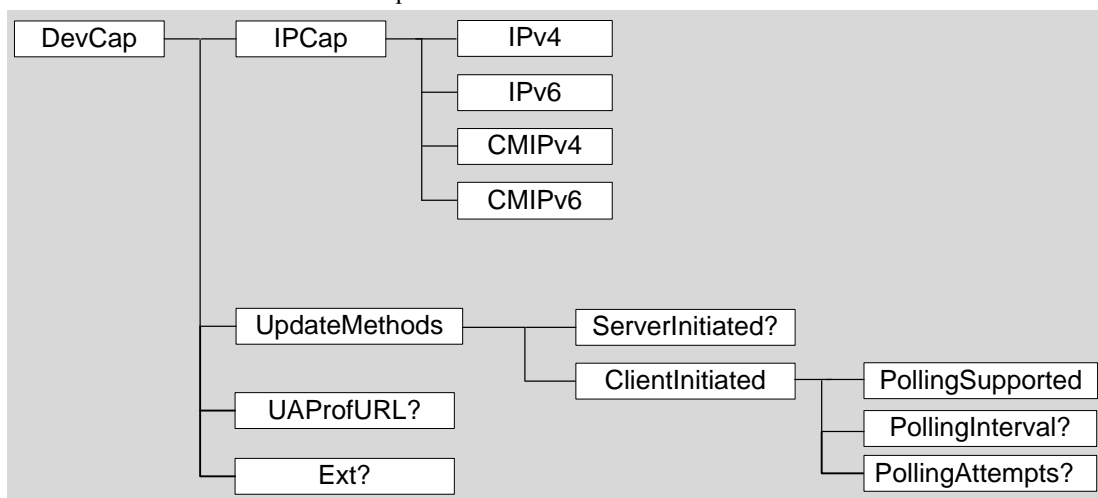 DevCap
IPCap
IPv4
IPv6
CMIPv4
CMIPv6
UpdateMethods
ServerInitiated?
ClientInitiated
PollingSupported
PollingInterval?
PollingAttempts?
UAProfURL?
Ext?